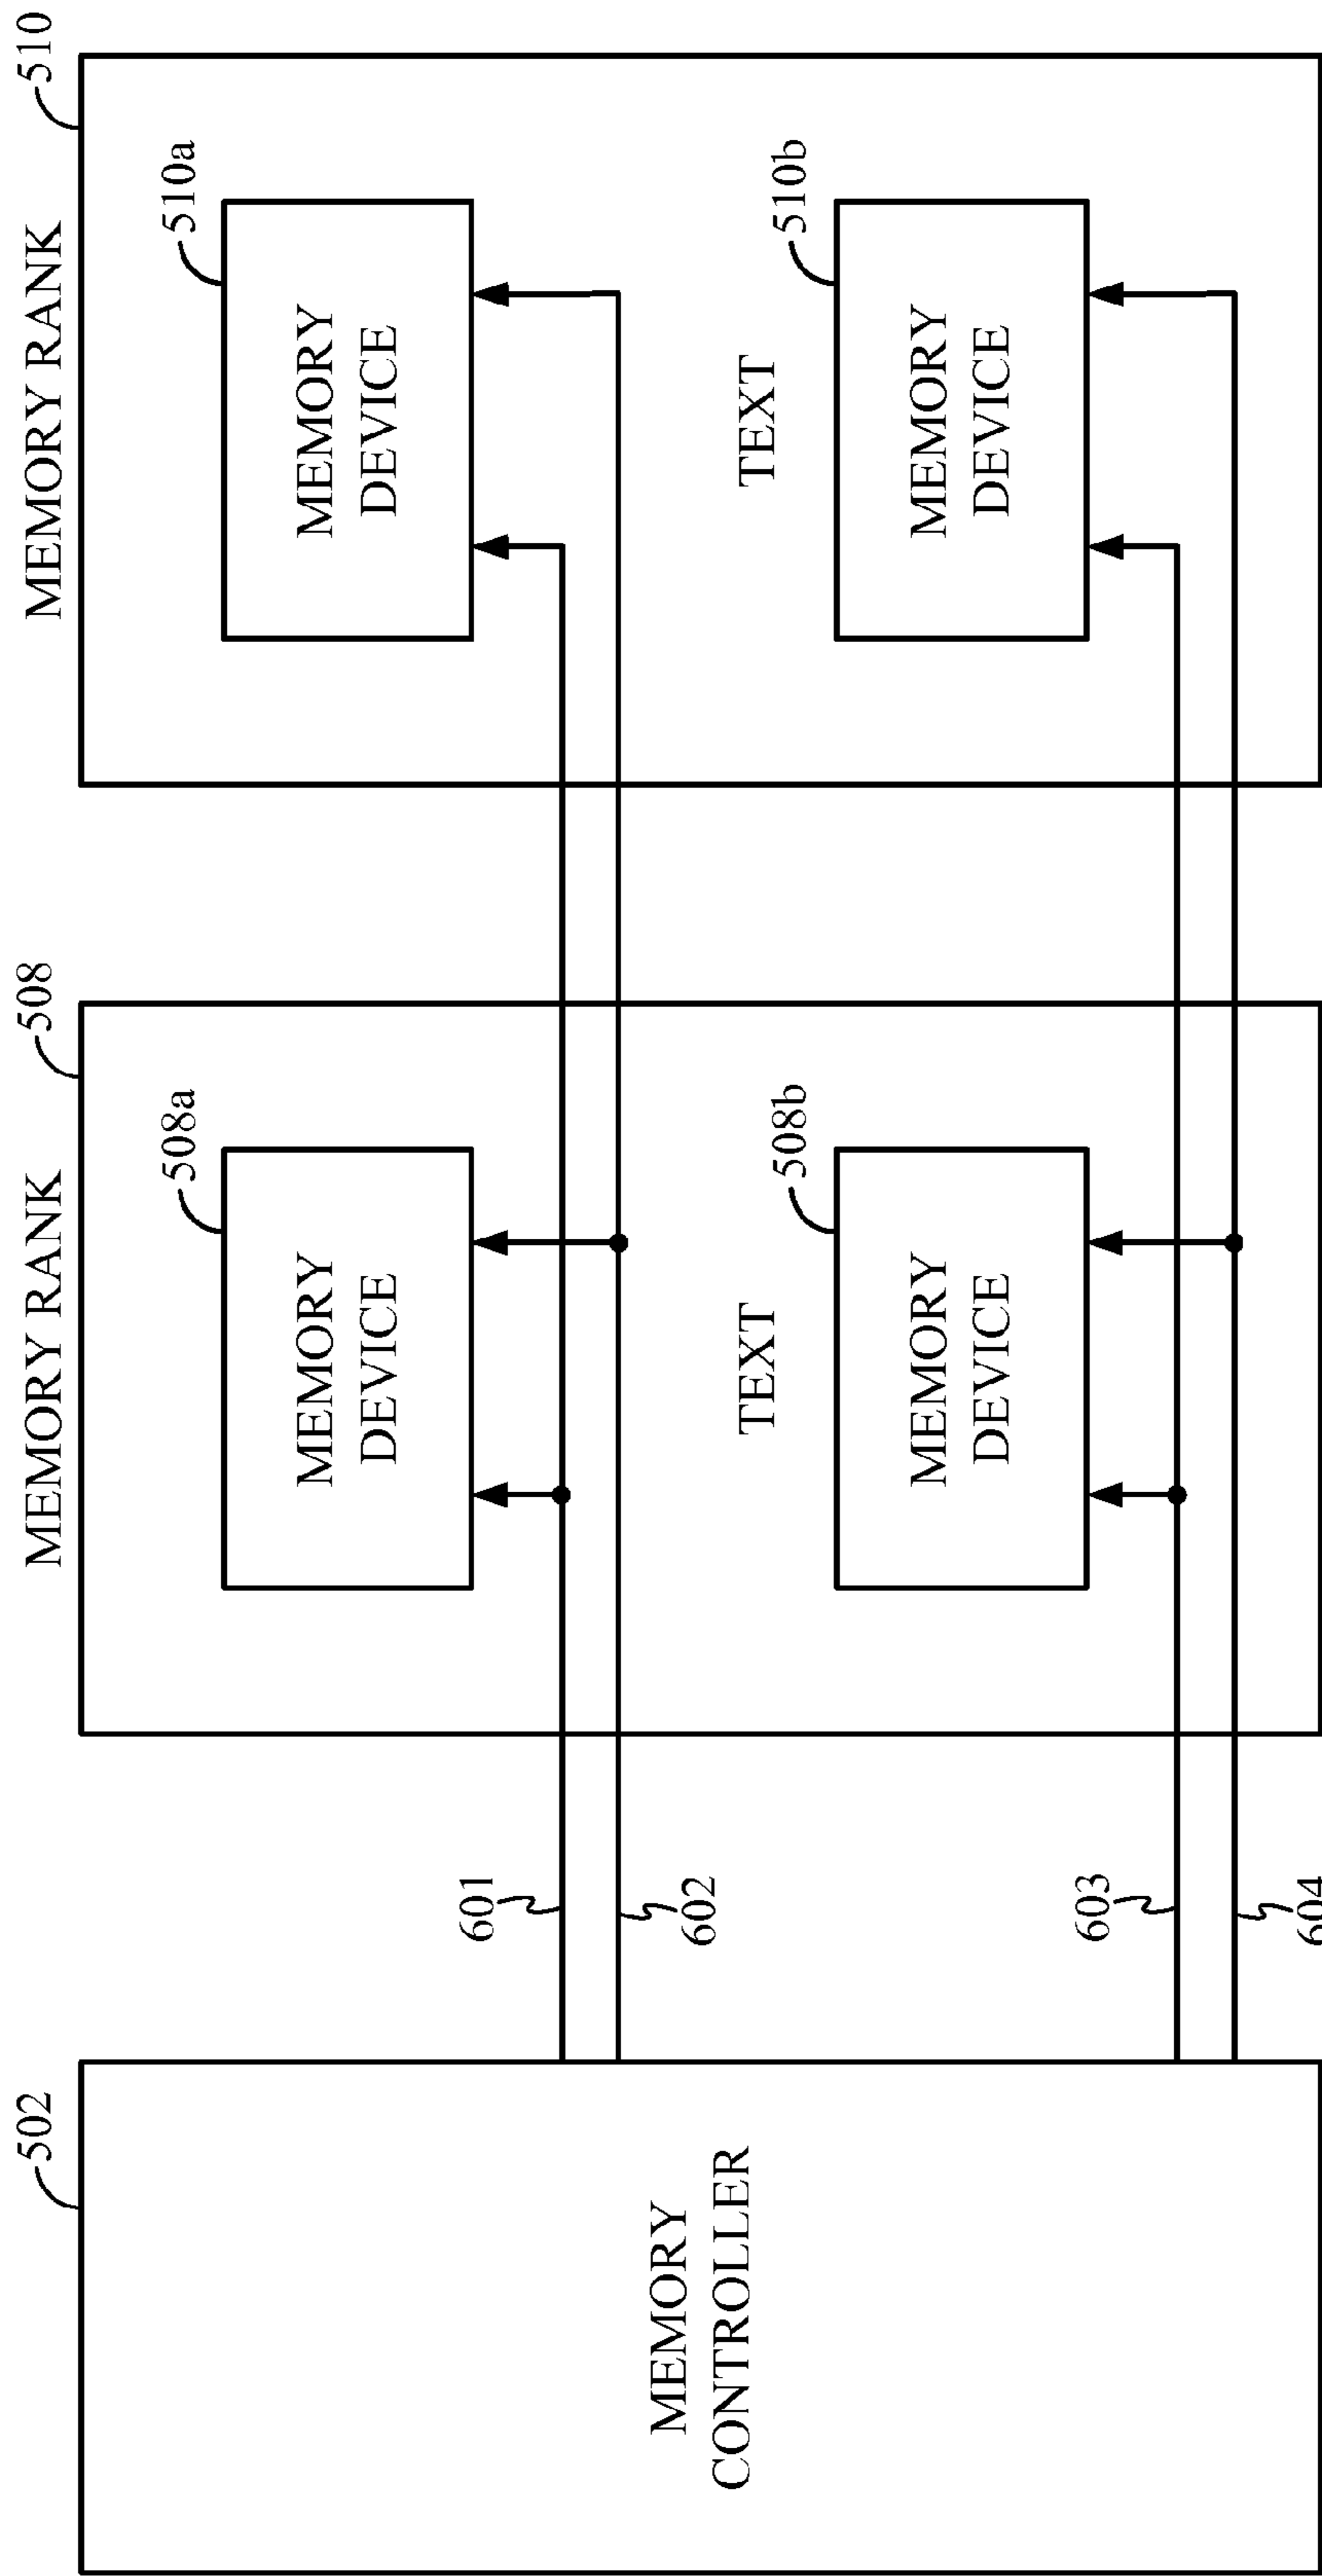 502
MEMORY
CONTROLLER
601
602
603
604
MEMORY RANK
508
508a
MEMORY
DEVICE
TEXT
508b
MEMORY
DEVICE
MEMORY RANK
510
510a
MEMORY
DEVICE
TEXT
510b
MEMORY
DEVICE